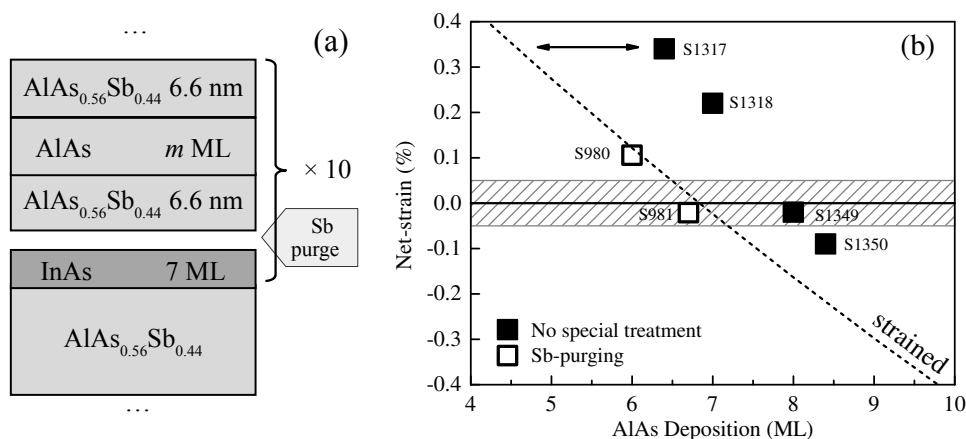 ...
(a)
AlAs0.56Sb0.44 6.6 nm
AlAs m ML
× 10
AlAs0.56Sb0.44 6.6 nm
Sb
purge
InAs 7 ML
AlAs0.56Sb0.44
...
(b)
Net-strain (%)
0.4
0.3
0.2
0.1
0.0
-0.1
-0.2
-0.3
-0.4
S1317
S1318
S980
S981
S1349
S1350
strained
No special treatment
Sb-purging
4 5 6 7 8 9 10
AlAs Deposition (ML)